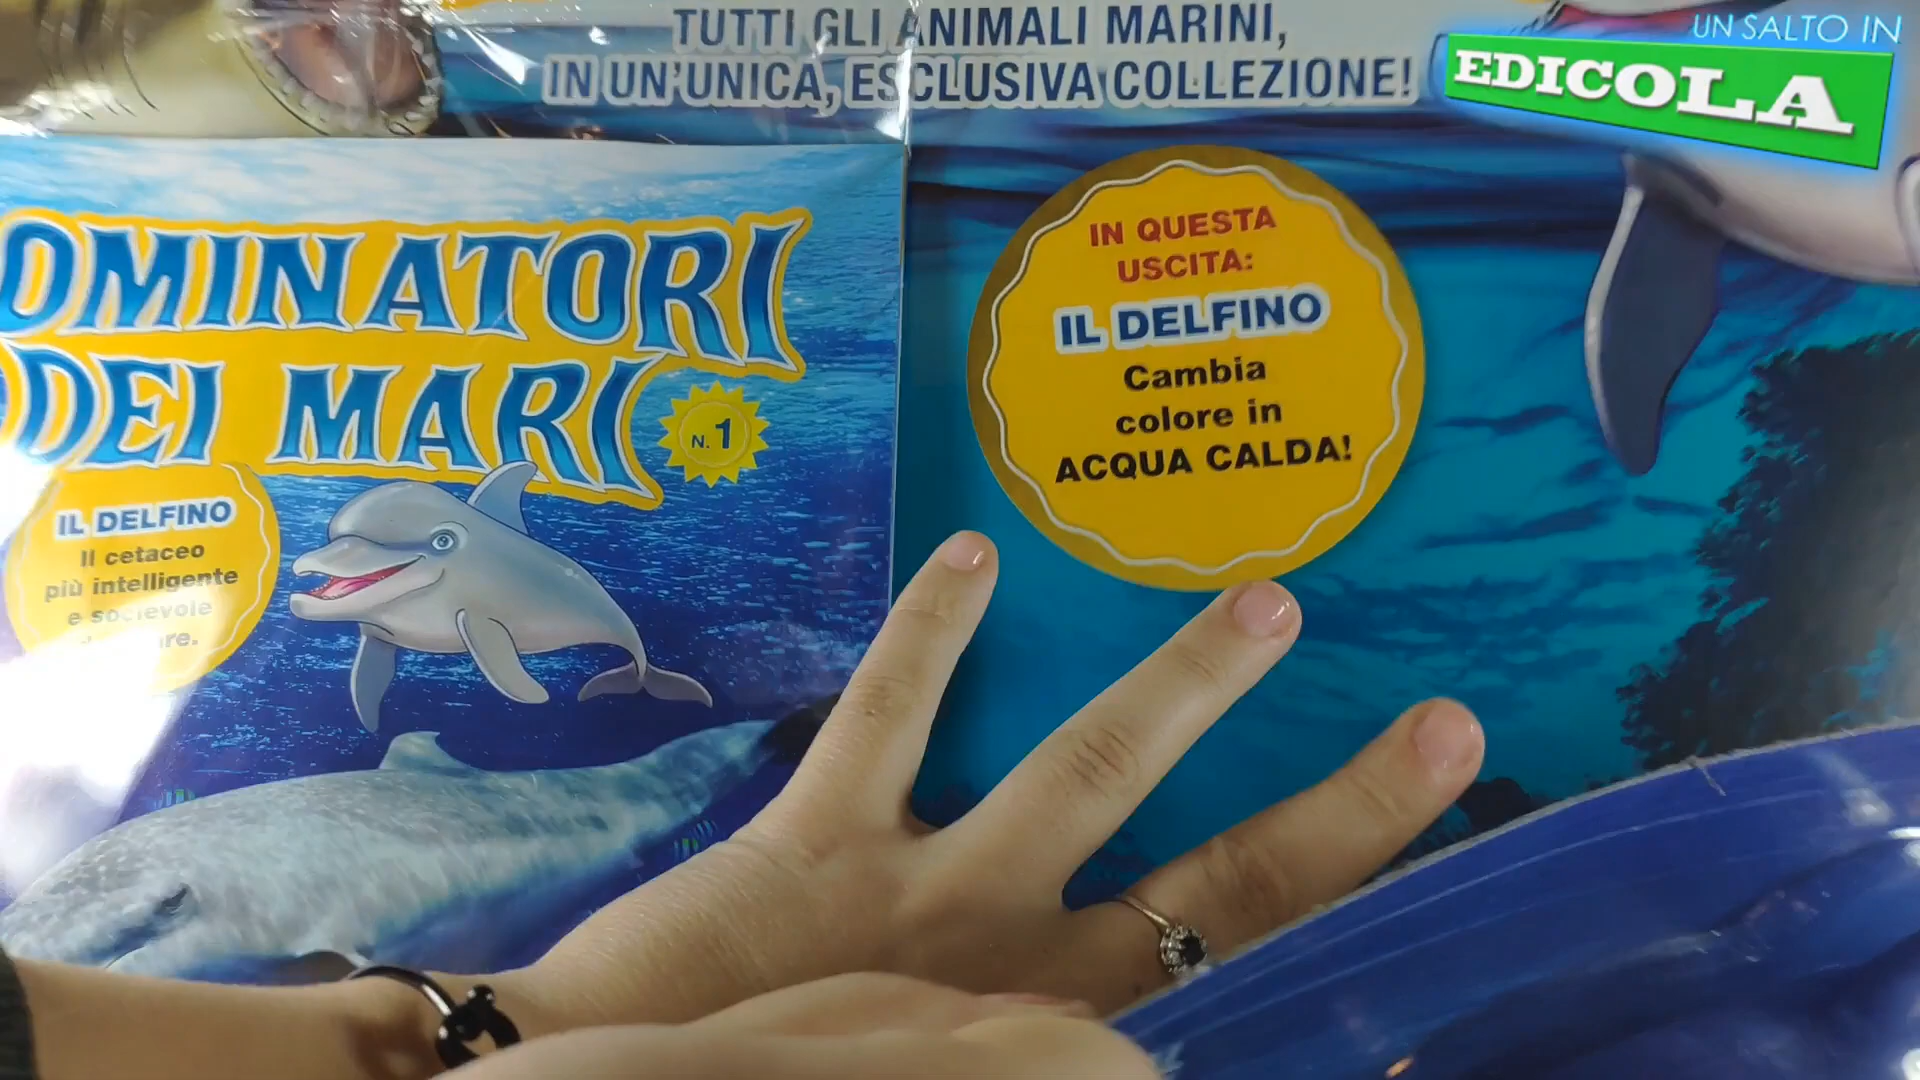 TUTTI GLI ANIMALI MARINI,
IN UN'UNICA, ESCLUSIVA COLLEZIONE!
UN SALTO IN
EDICOLA
OMINATORI
DEI MARI
N.1
IL DELFINO
Il cetaceo
più intelligente
e socievole
IN QUESTA
USCITA:
IL DELFINO
Cambia
colore in
ACQUA CALDA!